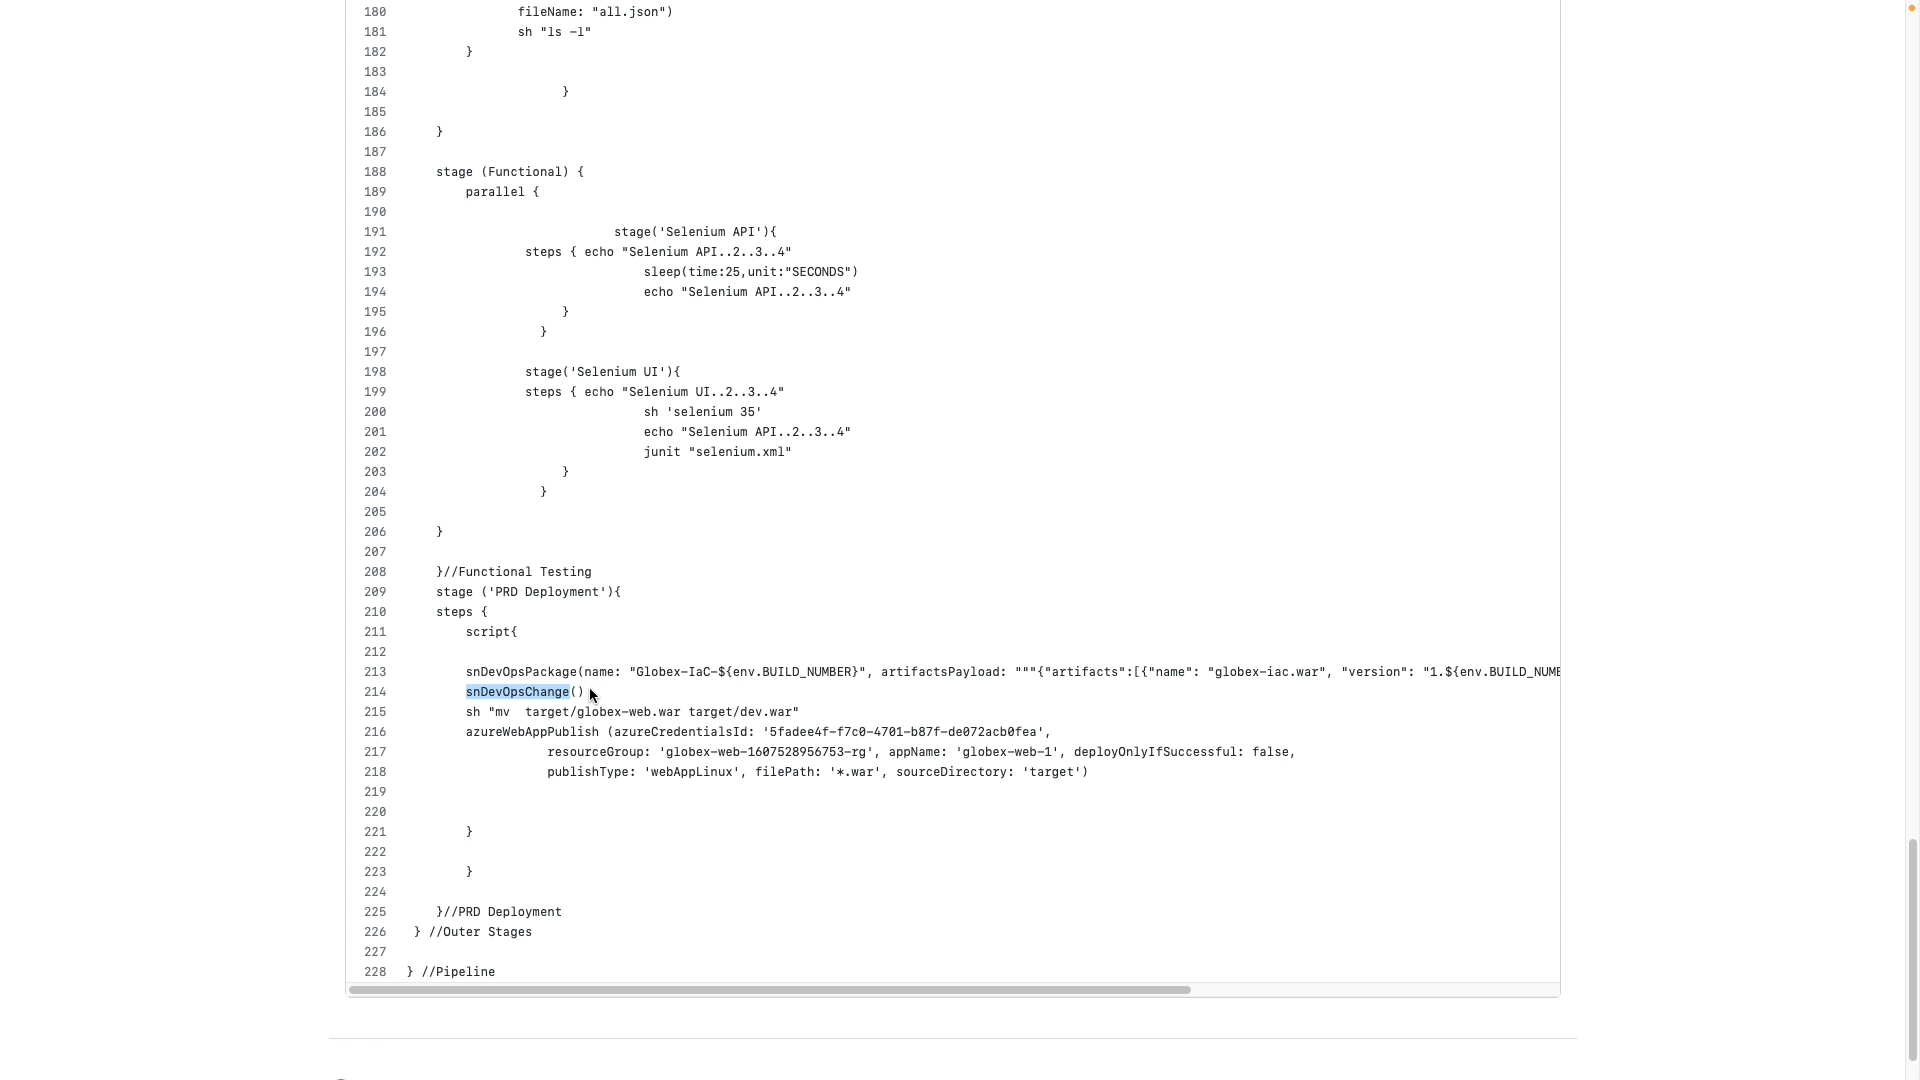 180 fileName: "all.json")
181 sh "ls -l"
182 }
183
184 }
185
186 }
187
188 stage (Functional) {
189 parallel {
190
191 stage('Selenium API'){
192 steps { echo "Selenium API..2..3..4"
193 sleep(time:25,unit:"SECONDS")
194 echo "Selenium API..2..3..4"
195 }
196 }
197
198 stage('Selenium UI'){
199 steps { echo "Selenium UI..2..3..4"
200 sh 'selenium 35'
201 echo "Selenium API..2..3..4"
202 junit "selenium.xml"
203 }
204 }
205
206 }
207
208 }//Functional Testing
209 stage ('PRD Deployment'){
210 steps {
211 script{
212
213 snDevOpsPackage(name: "Globex-IaC-${env.BUILD_NUMBER}", artifactsPayload: """{"artifacts":[{"name": "globex-iac.war", "version": "1.${env.BUILD_NUMB
214 snDevOpsChange()
215 sh "mv  target/globex-web.war target/dev.war"
216 azureWebAppPublish (azureCredentialsId: '5fadee4f-f7c0-4701-b87f-de072acb0fea',
217 resourceGroup: 'globex-web-1607528956753-rg', appName: 'globex-web-1', deployOnlyIfSuccessful: false,
218 publishType: 'webAppLinux', filePath: '*.war', sourceDirectory: 'target')
219
220
221 }
222
223 }
224
225 }//PRD Deployment
226 } //Outer Stages
227
228 } //Pipeline